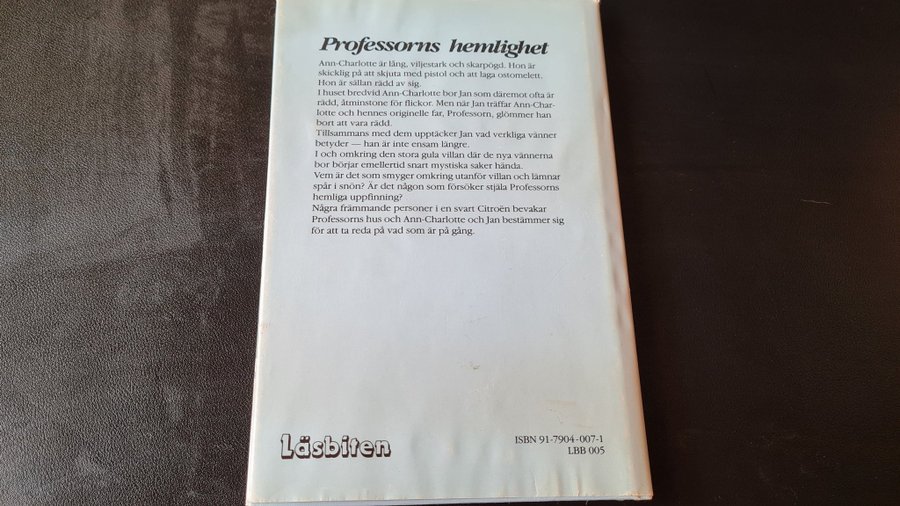 Professorns hemlighet
Ann-Charlotte är lång, viljestark och skarpögd. Hon är
skicklig på att skjuta med pistol och att laga ostomelett.
Hon är sällan rädd av sig.
I huset bredvid Ann-Charlotte bor Jan som däremot ofta är
rädd, åtminstone för flickor. Men när Jan träffar Ann-Char-
lotte och hennes originelle far, Professorn, glömmer han
bort att vara rädd.
Tillsammans med dem upptäcker Jan vad verkliga vänner
betyder — han är inte ensam längre.
I och omkring den stora gula villan där de nya vännerna
bor börjar emellertid snart mystiska saker hända.
Vem är det som smyger omkring utanför villan och lämnar
spår i snön? Är det någon som försöker stjäla Professorns
hemliga uppfinning?
Några främmande personer i en svart Citroën bevakar
Professorns hus och Ann-Charlotte och Jan bestämmer sig
för att ta reda på vad som är på gång.
Läsbiten
ISBN 91-7904-007-1
LBB 005